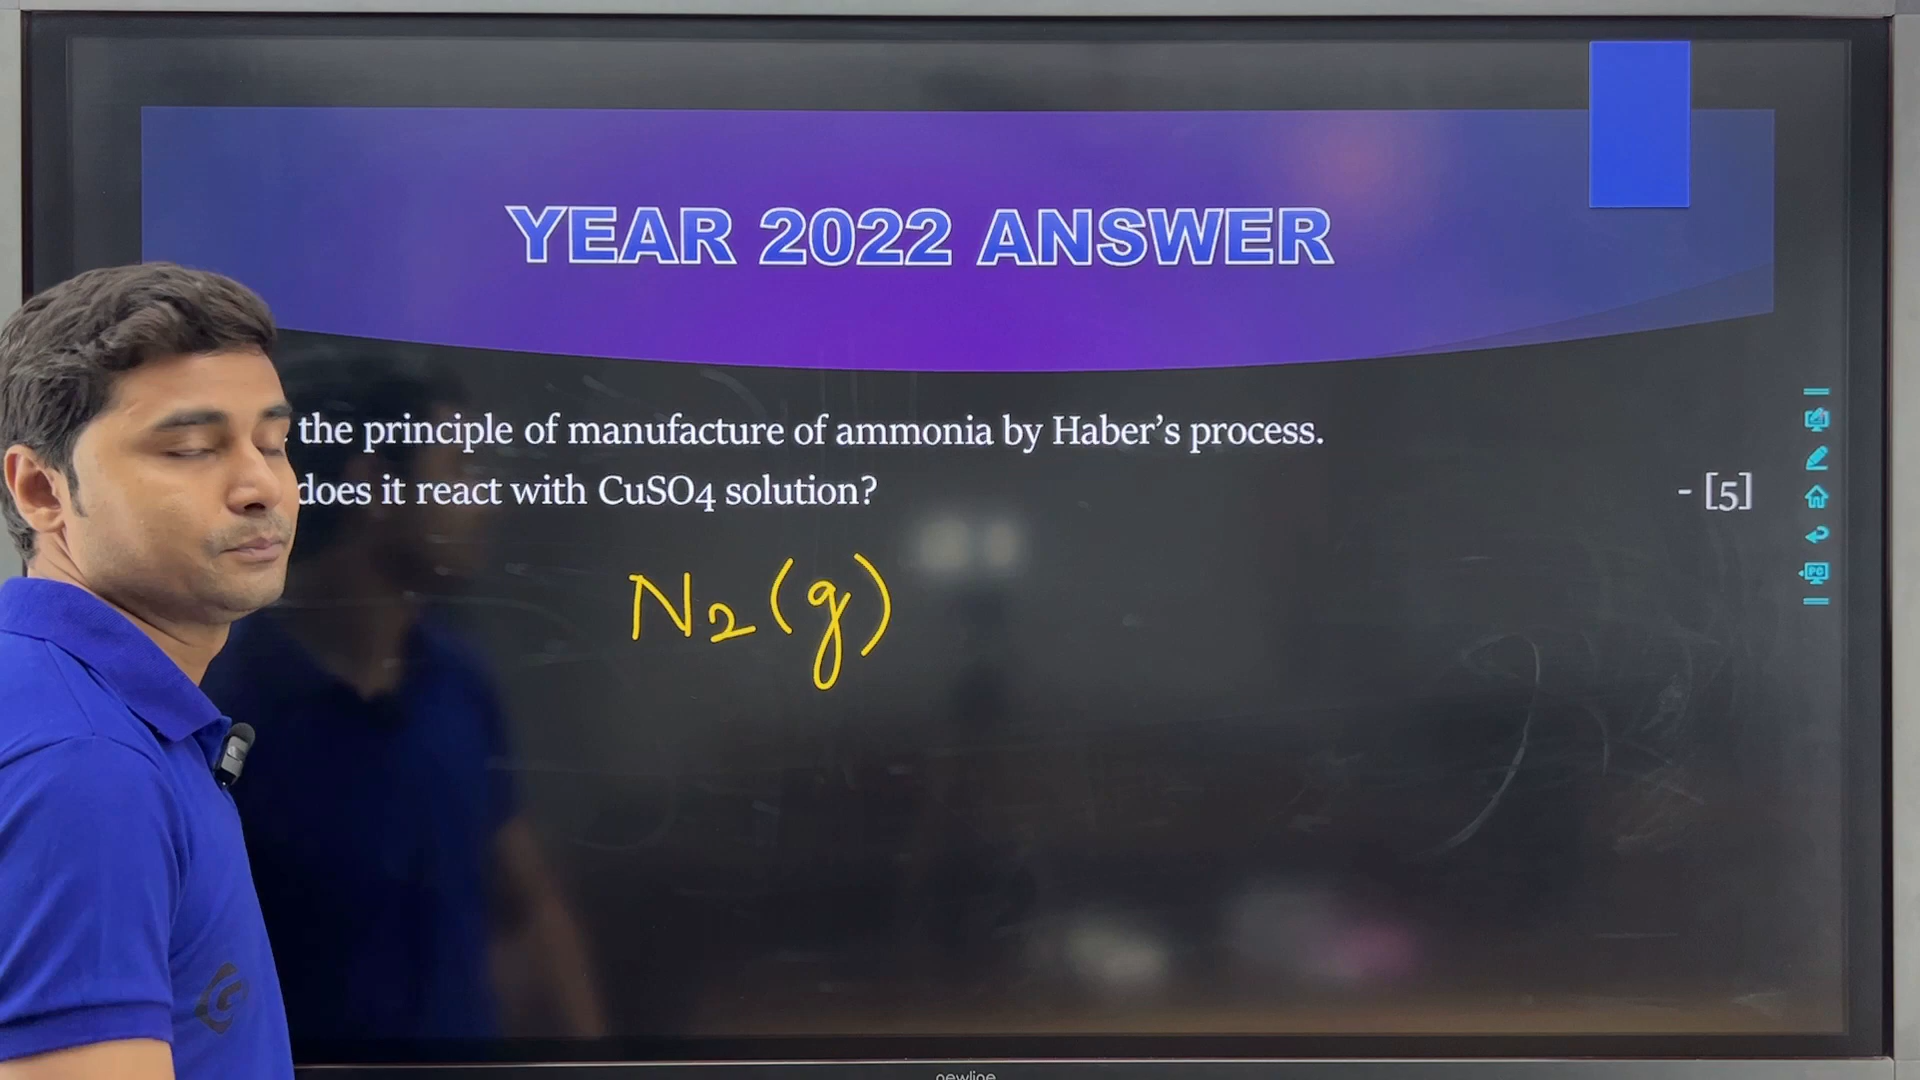 YEAR 2022 ANSWER
the principle of manufacture of ammonia by Haber's process.
does it react with CuSO4 solution?
- [5]
N2(g)
PC
newline